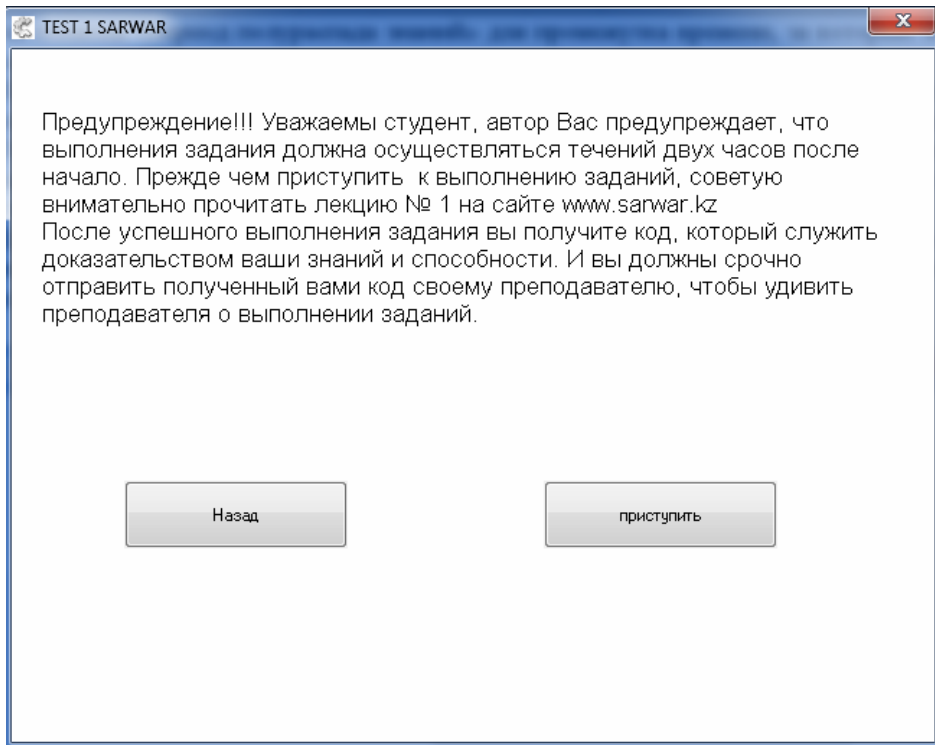 TEST 1 SARWAR
Предупреждение!!! Уважаемы студент, автор Вас предупреждает, что
выполнения задания должна осуществляться течений двух часов после
начало. Прежде чем приступить к выполнению заданий, советую
внимательно прочитать лекцию № 1 на сайте www.sarwar.kz
После успешного выполнения задания вы получите код, который служить
доказательством ваши знаний и способности. И вы должны срочно
отправить полученный вами код своему преподавателю, чтобы удивить
преподавателя о выполнении заданий.
Назад
приступить